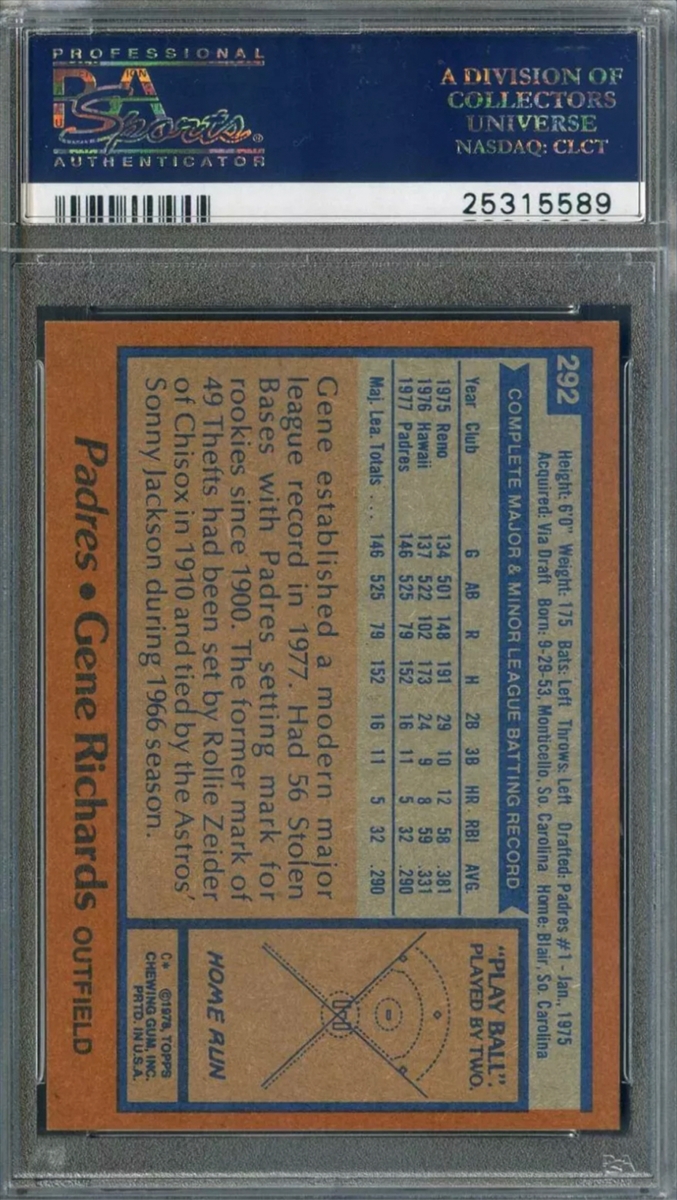 PROFESSIONAL
PSA
Sports®
AUTHENTICATOR
A DIVISION OF
COLLECTORS
UNIVERSE
NASDAQ: CLCT
25315589
292
Height: 6'0" Weight: 175 Bats: Left Throws: Left Drafted: Padres #1 - Jan., 1975
Acquired: Via Draft Born: 9-29-53, Monticello, So. Carolina Home: Blair, So. Carolina
COMPLETE MAJOR & MINOR LEAGUE BATTING RECORD
Year Club G AB R H 2B 3B HR RBI AVG.
1975 Reno 134 501 148 191 29 10 12 58 .381
1976 Hawaii 137 522 102 173 24 9 8 59 .331
1977 Padres 146 525 79 152 16 11 5 32 .290
Maj. Lea. Totals .... 146 525 79 152 16 11 5 32 .290
Gene established a modern major
league record in 1977. Had 56 Stolen
Bases with Padres setting mark for
rookies since 1900. The former mark of
49 Thefts had been set by Rollie Zeider
of Chisox in 1910 and tied by the Astros'
Sonny Jackson during 1966 season.
"PLAY BALL"
PLAYED BY TWO.
HOME RUN
C* ©1978, TOPPS
CHEWING GUM, INC.
PRTD. IN U.S.A.
Padres • Gene Richards OUTFIELD